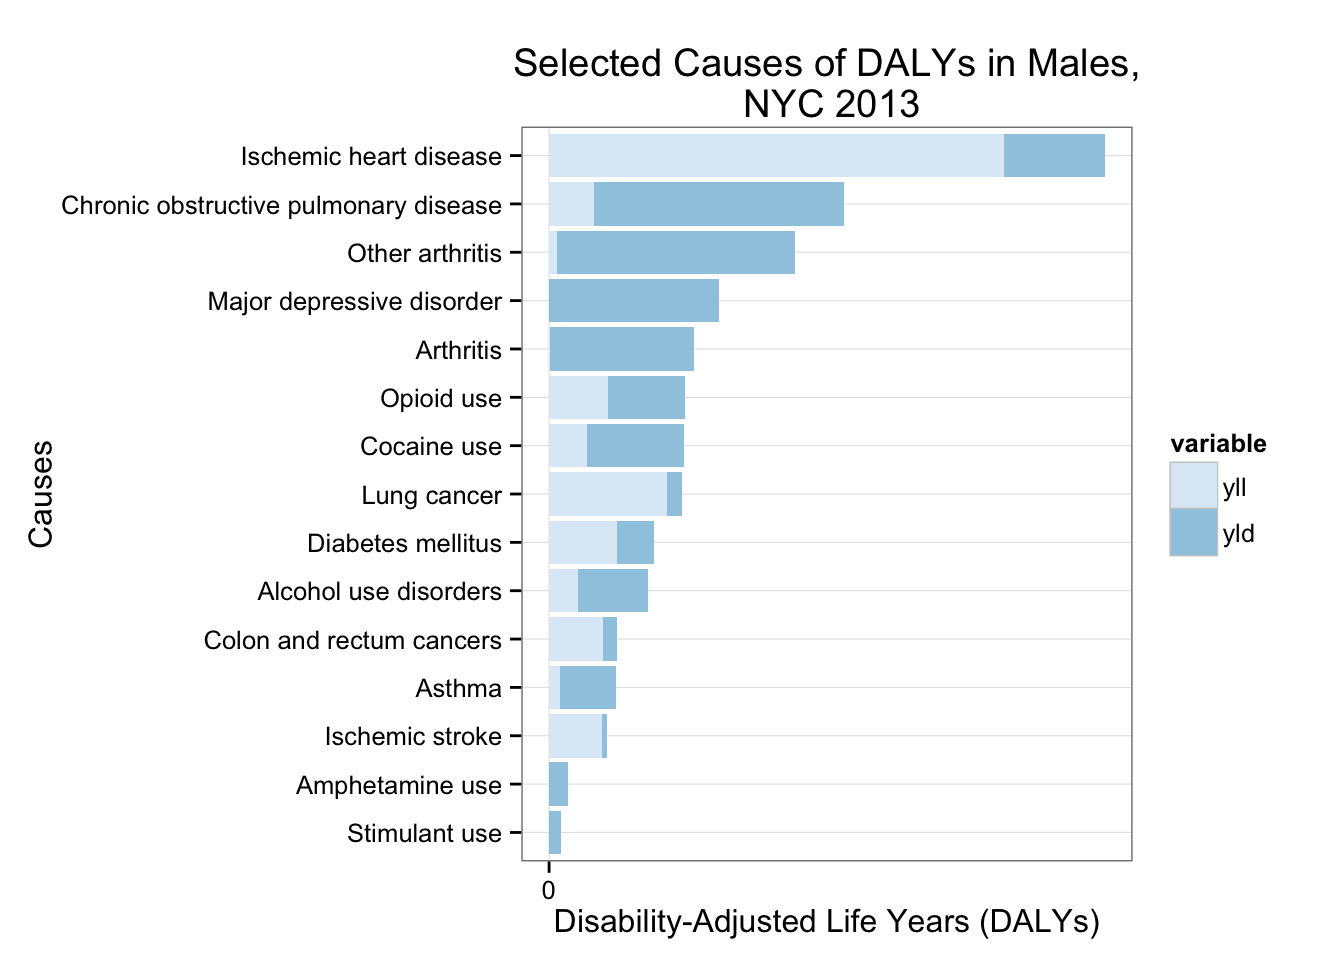 Selected Causes of DALYs in Males,
NYC 2013
Causes
Ischemic heart disease
Chronic obstructive pulmonary disease
Other arthritis
Major depressive disorder
Arthritis
Opioid use
Cocaine use
Lung cancer
Diabetes mellitus
Alcohol use disorders
Colon and rectum cancers
Asthma
Ischemic stroke
Amphetamine use
Stimulant use
0
Disability-Adjusted Life Years (DALYs)
variable
yll
yld